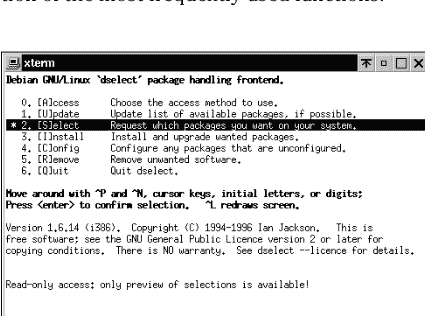 tion of the most frequently used functions.
xterm
Debian GNU/Linux `dselect' package handling frontend.
0. [A]ccess Choose the access method to use.
1. [U]pdate Update list of available packages, if possible.
* 2. [S]elect Request which packages you want on your system.
3. [I]nstall Install and upgrade wanted packages.
4. [C]onfig Configure any packages that are unconfigured.
5. [R]emove Remove unwanted software.
6. [Q]uit Quit dselect.
Move around with ^P and ^N, cursor keys, initial letters, or digits;
Press <enter> to confirm selection. ^L redraws screen.
Version 1.6.14 (i386). Copyright (C) 1994-1996 Ian Jackson. This is
free software; see the GNU General Public Licence version 2 or later for
copying conditions. There is NO warranty. See dselect --licence for details.
Read-only access: only preview of selections is available!